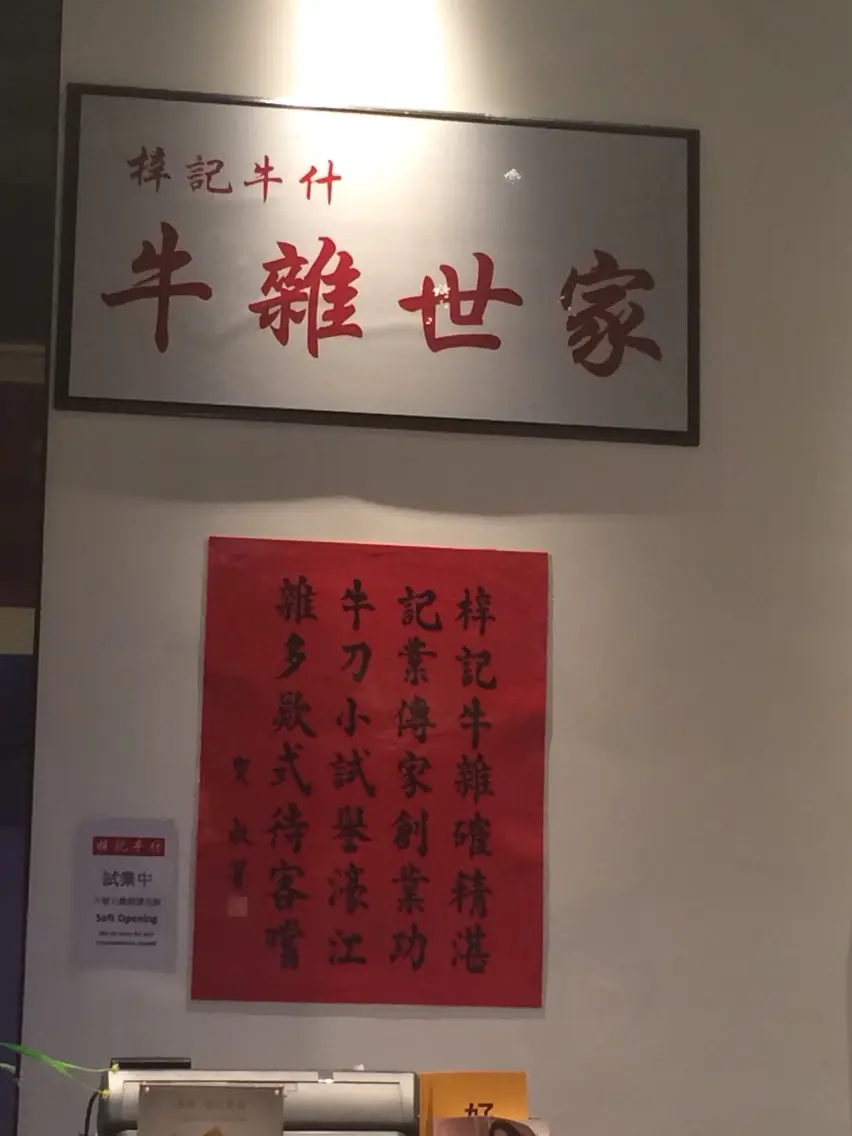 梓記牛什
牛雜世家
梓記牛雜確精湛
記業傳家創業功
牛刀小試譽濠江
雜多款式待客嚐
梓記牛什
試業中
Soft Opening
好